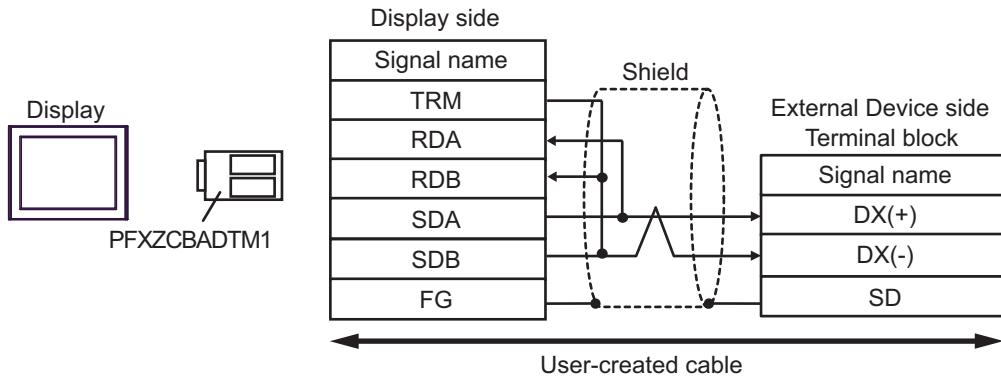 Display side
Signal name
TRM
RDA
RDB
SDA
SDB
FG
Shield
Display
PFXZCBADTM1
External Device side
Terminal block
Signal name
DX(+)
DX(-)
SD
User-created cable